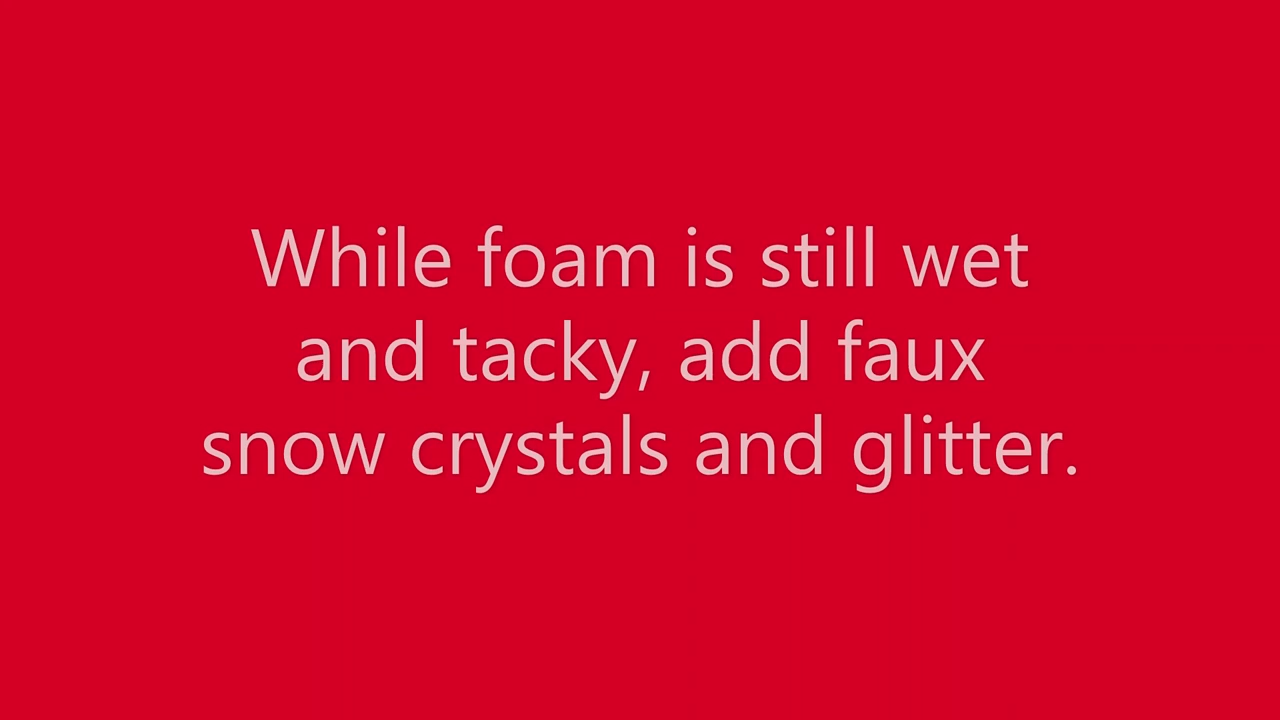 While foam is still wet
and tacky, add faux
snow crystals and glitter.